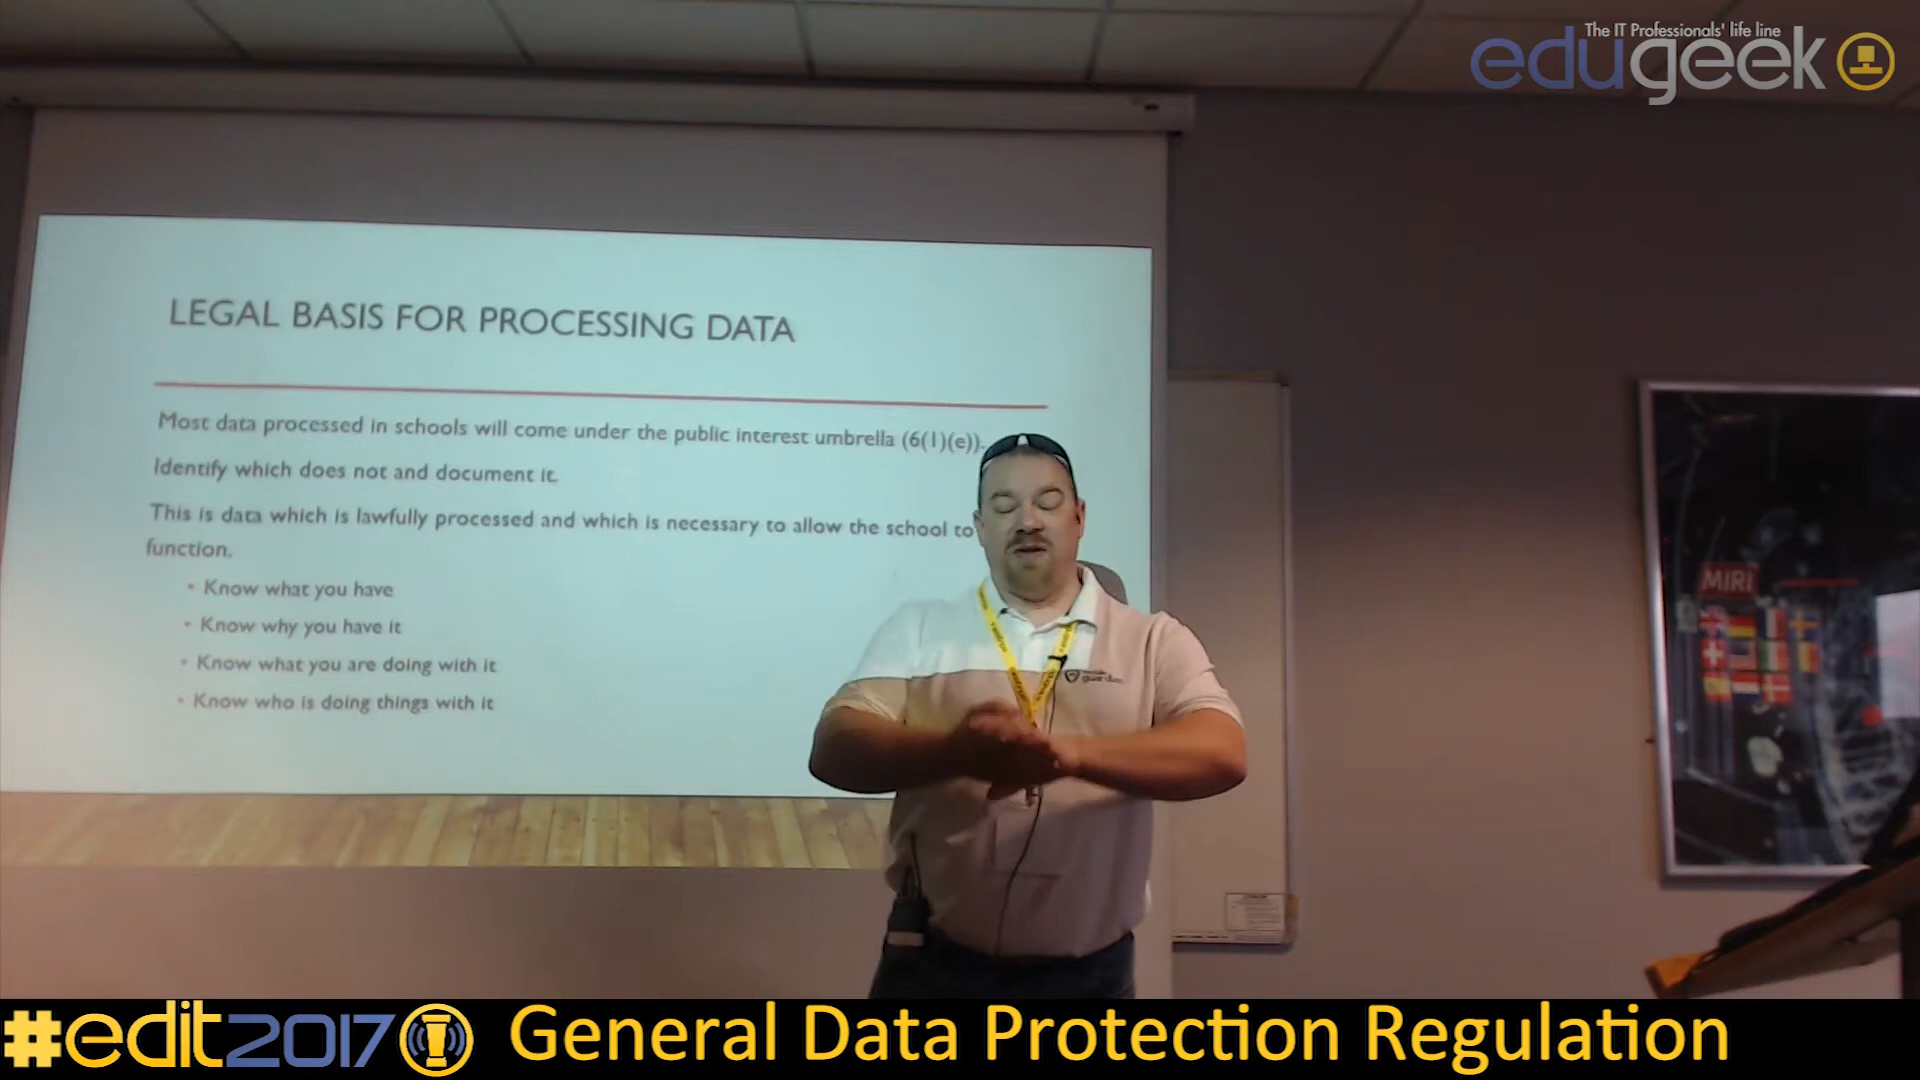 The IT Professionals' life line
edugeek
LEGAL BASIS FOR PROCESSING DATA
Most data processed in schools will come under the public interest umbrella (6(1)(e)).
Identify which does not and document it.
This is data which is lawfully processed and which is necessary to allow the school to
function.
• Know what you have
• Know why you have it
• Know what you are doing with it
• Know who is doing things with it
MIRI
#edit2017 General Data Protection Regulation